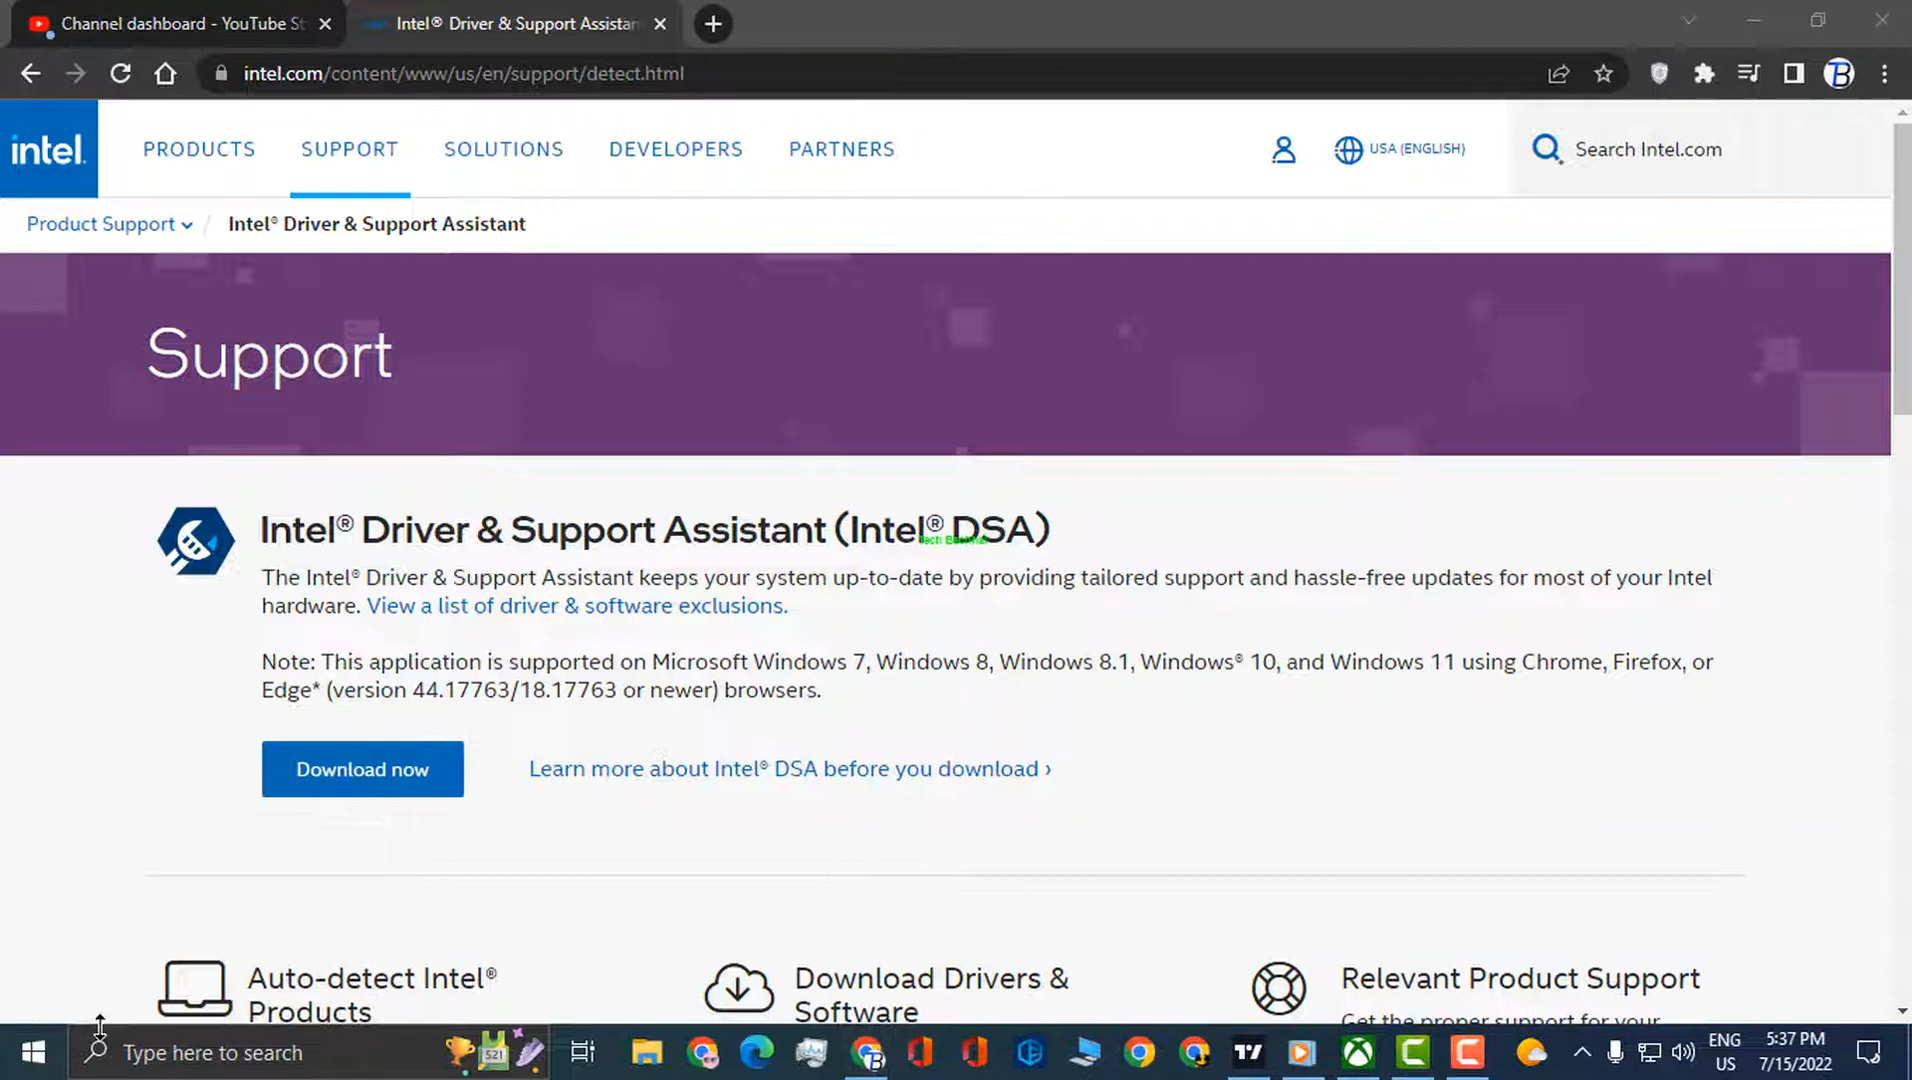 Channel dashboard - YouTube St
Intel® Driver & Support Assistan
intel.com/content/www/us/en/support/detect.html
intel.
PRODUCTS
SUPPORT
SOLUTIONS
DEVELOPERS
PARTNERS
USA (ENGLISH)
Search Intel.com
Product Support / Intel® Driver & Support Assistant
Support
Intel® Driver & Support Assistant (Intel® DSA)
The Intel® Driver & Support Assistant keeps your system up-to-date by providing tailored support and hassle-free updates for most of your Intel
hardware. View a list of driver & software exclusions.
Note: This application is supported on Microsoft Windows 7, Windows 8, Windows 8.1, Windows® 10, and Windows 11 using Chrome, Firefox, or
Edge* (version 44.17763/18.17763 or newer) browsers.
Download now
Learn more about Intel® DSA before you download ›
Auto-detect Intel®
Products
Download Drivers &
Software
Relevant Product Support
Get the proper support for your
Type here to search
521
ENG
US
5:37 PM
7/15/2022